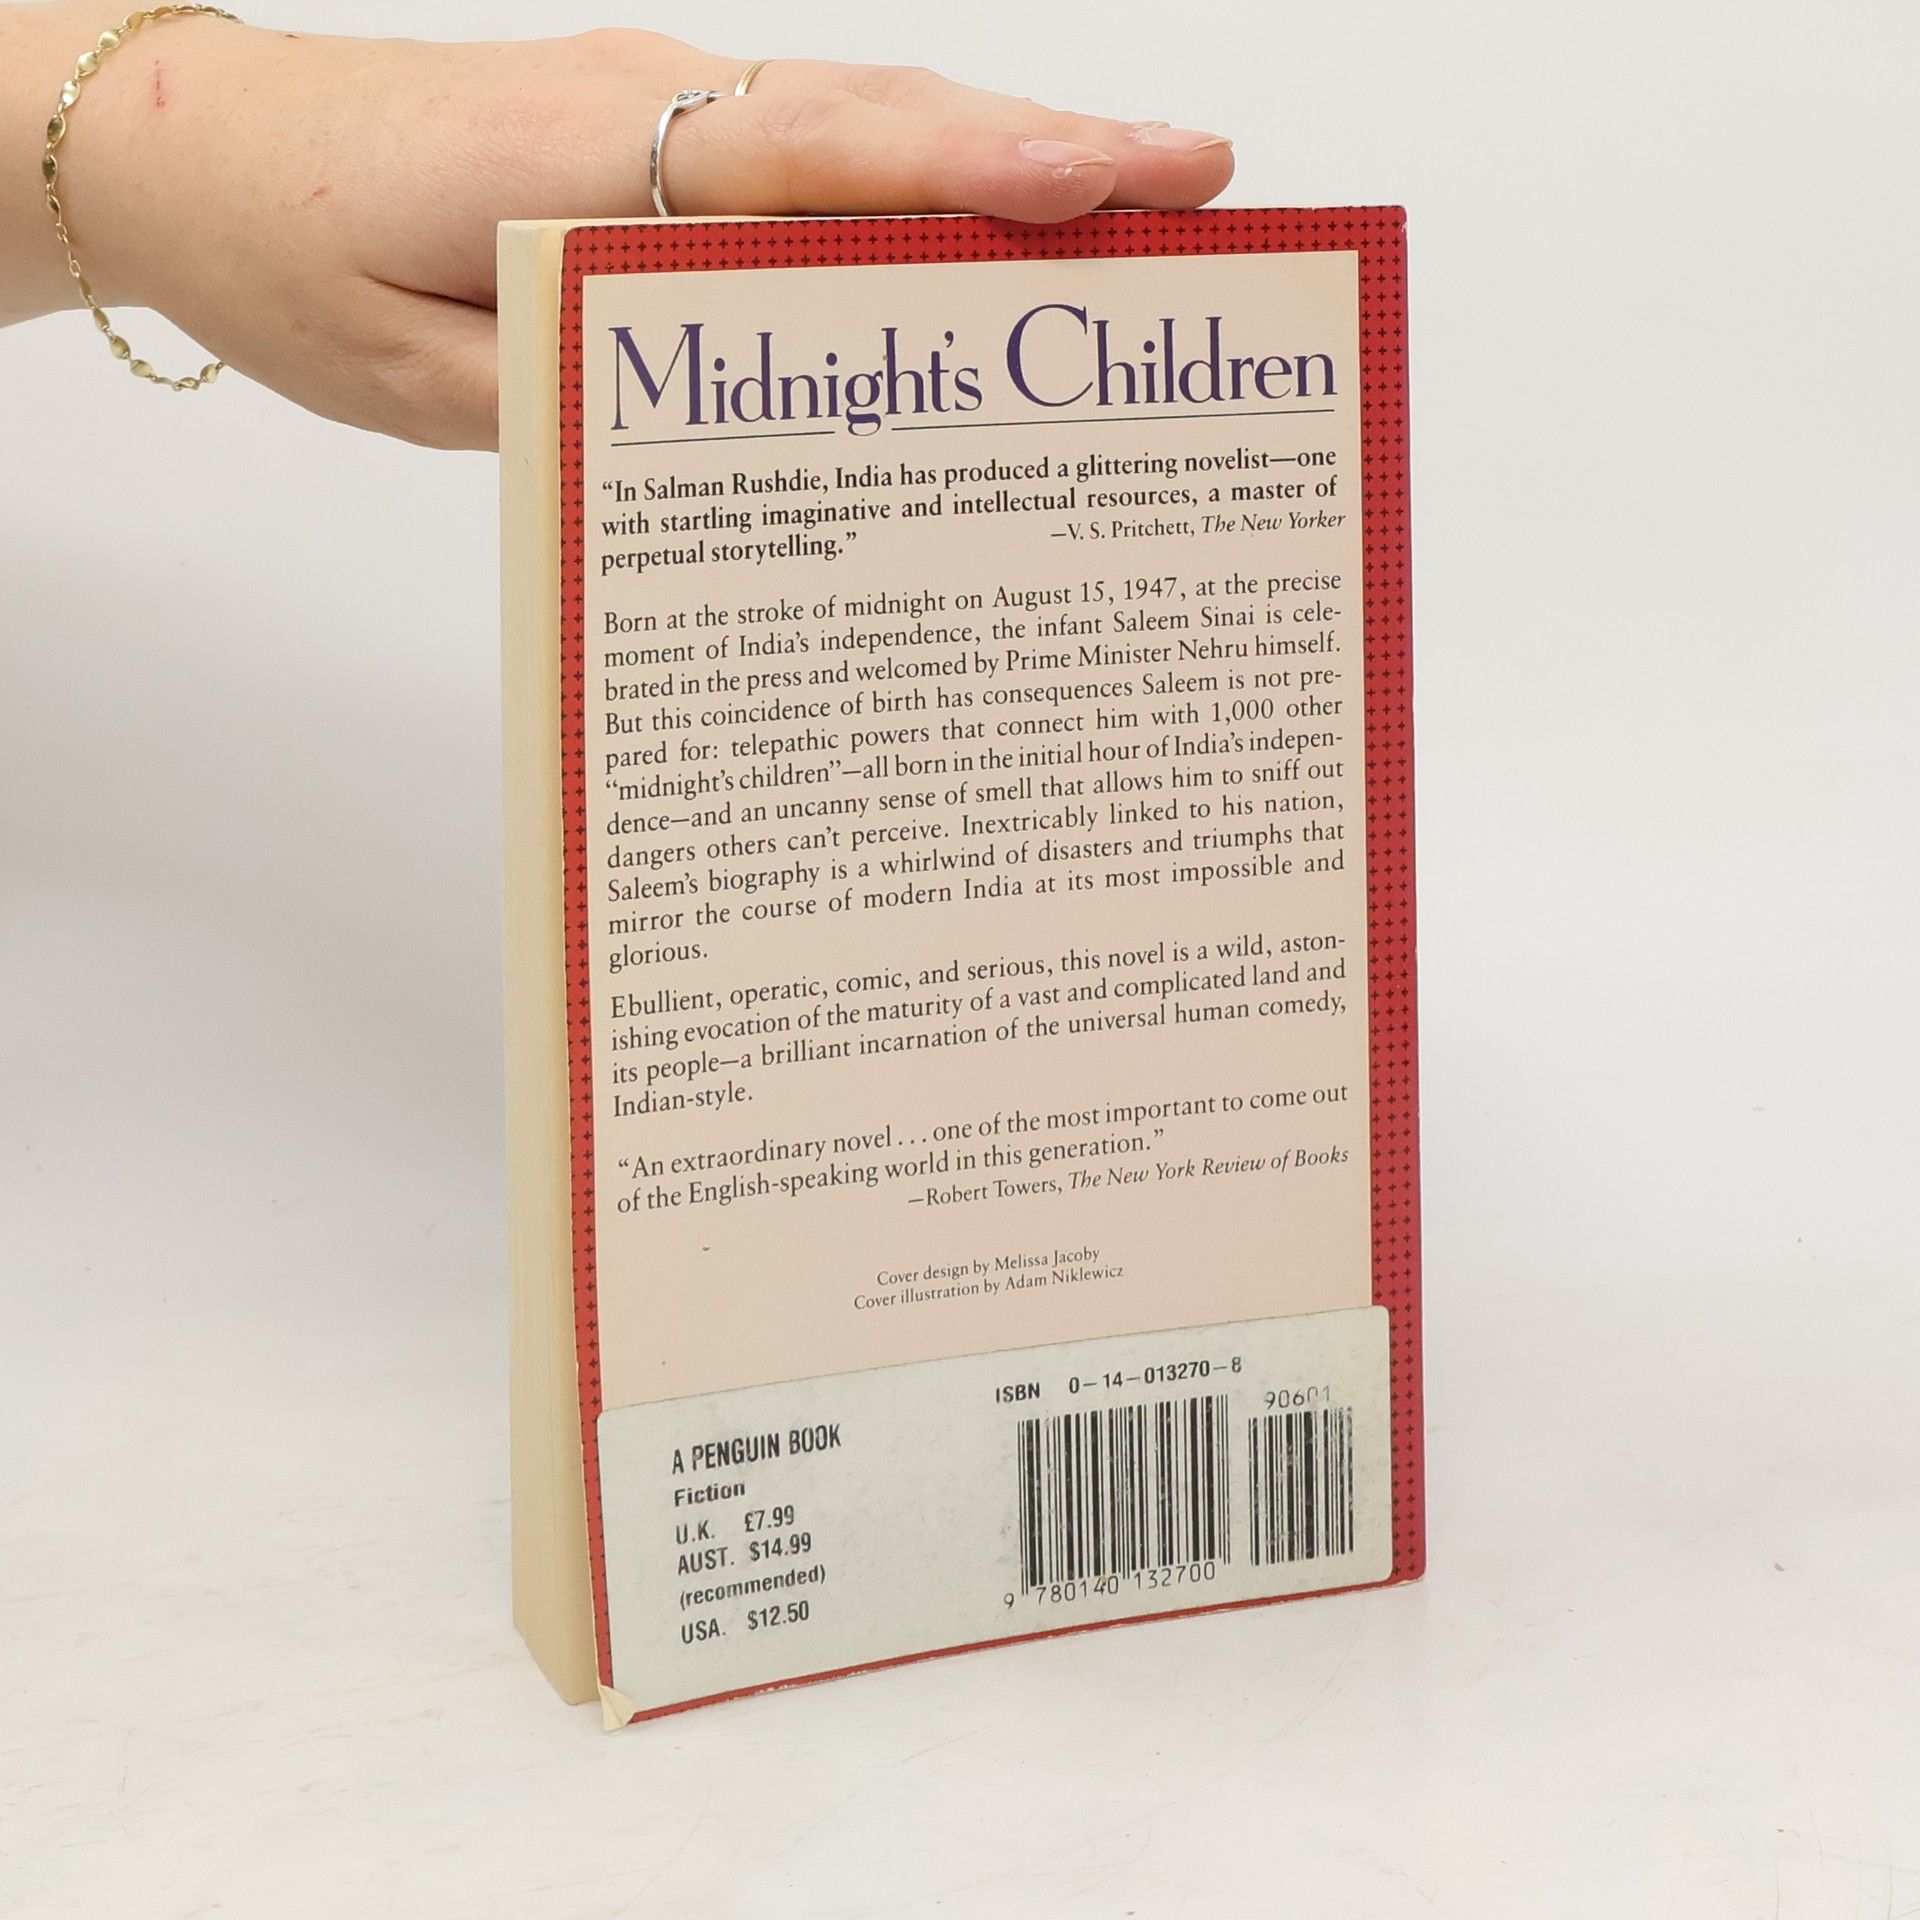 Midnight's Children
“In Salman Rushdie, India has produced a glittering novelist—one
with startling imaginative and intellectual resources, a master of
perpetual storytelling.” —V. S. Pritchett, The New Yorker
Born at the stroke of midnight on August 15, 1947, at the precise
moment of India's independence, the infant Saleem Sinai is cele-
brated in the press and welcomed by Prime Minister Nehru himself.
But this coincidence of birth has consequences Saleem is not pre-
pared for: telepathic powers that connect him with 1,000 other
“midnight's children”—all born in the initial hour of India's indepen-
dence—and an uncanny sense of smell that allows him to sniff out
dangers others can't perceive. Inextricably linked to his nation,
Saleem's biography is a whirlwind of disasters and triumphs that
mirror the course of modern India at its most impossible and
glorious.
Ebullient, operatic, comic, and serious, this novel is a wild, aston-
ishing evocation of the maturity of a vast and complicated land and
its people—a brilliant incarnation of the universal human comedy,
Indian-style.
“An extraordinary novel . . . one of the most important to come out
of the English-speaking world in this generation.”
—Robert Towers, The New York Review of Books
Cover design by Melissa Jacoby
Cover illustration by Adam Niklewicz
A PENGUIN BOOK
Fiction
U.K. £7.99
AUST. $14.99
(recommended)
USA. $12.50
ISBN 0-14-013270-8
90601
9 780140 132700